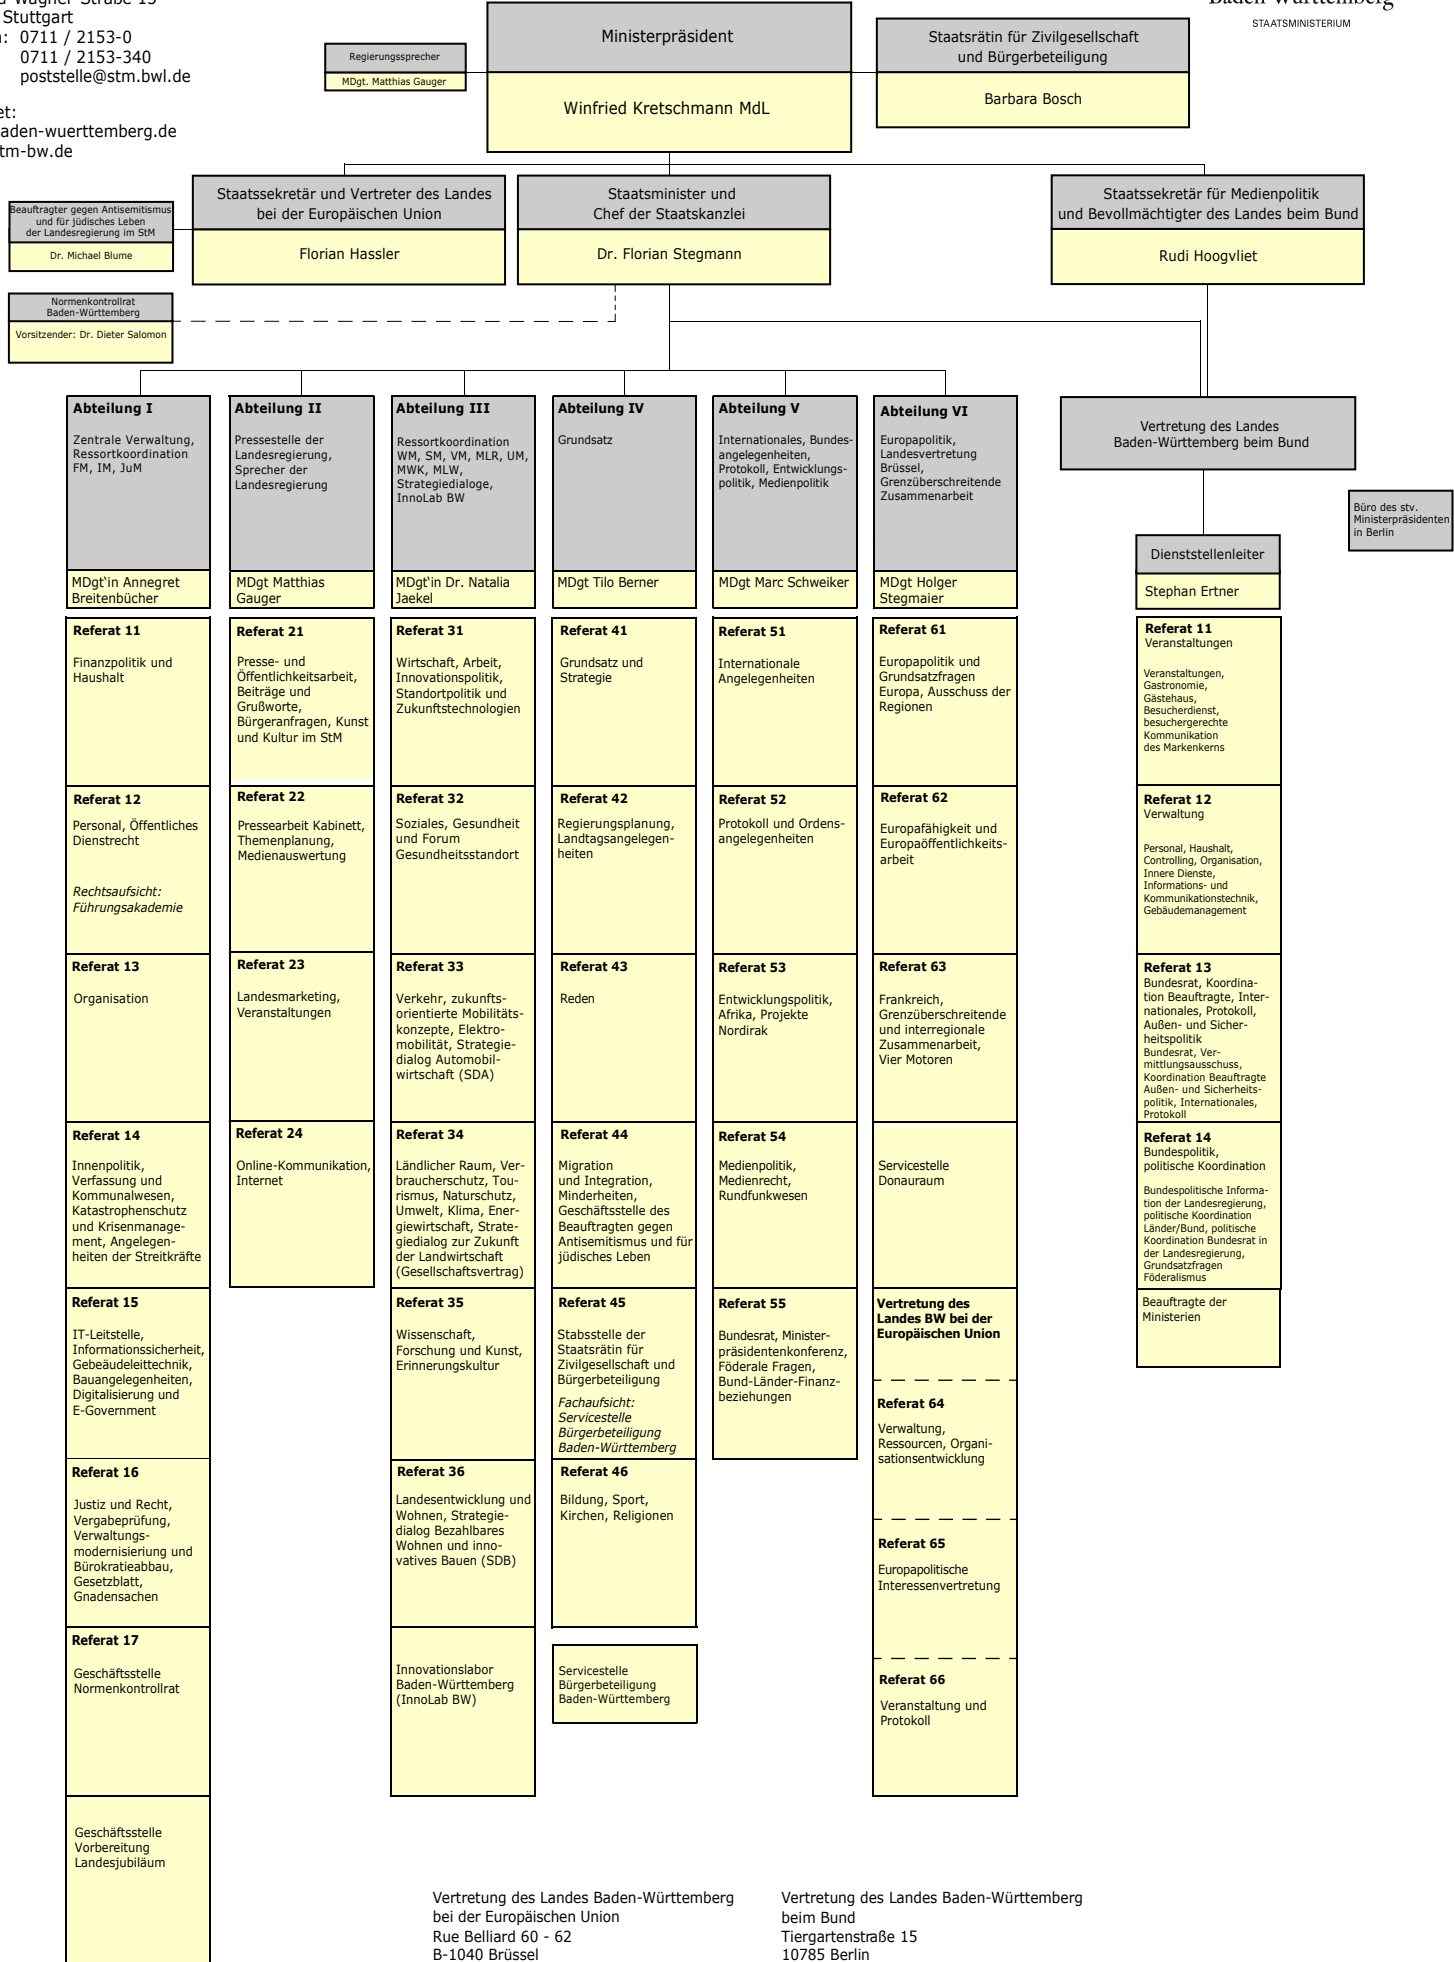 Stuttgart
0711 / 2153-0
0711 / 2153-340
poststelle@stm.bwl.de
aden-wuerttemberg.de
tm-bw.de
Baden-Württemberg
STAATSMINISTERIUM
Ministerpräsident
Winfried Kretschmann MdL
Regierungssprecher
MDgt. Matthias Gauger
Staatsrätin für Zivilgesellschaft
und Bürgerbeteiligung
Barbara Bosch
Beauftragter gegen Antisemitismus
und für jüdisches Leben
der Landesregierung im StM
Dr. Michael Blume
Staatssekretär und Vertreter des Landes
bei der Europäischen Union
Florian Hassler
Staatsminister und
Chef der Staatskanzlei
Dr. Florian Stegmann
Staatssekretär für Medienpolitik
und Bevollmächtigter des Landes beim Bund
Rudi Hoogvliet
Normenkontrollrat
Baden-Württemberg
Vorsitzender: Dr. Dieter Salomon
Abteilung I
Zentrale Verwaltung,
Ressortkoordination
FM, IM, JuM
MDgt‘in Annegret
Breitenbücher
Referat 11
Finanzpolitik und
Haushalt
Referat 12
Personal, Öffentliches
Dienstrecht
Rechtsaufsicht:
Führungsakademie
Referat 13
Organisation
Referat 14
Innenpolitik,
Verfassung und
Kommunalwesen,
Katastrophenschutz
und Krisenmanage-
ment, Angelegen-
heiten der Streitkräfte
Referat 15
IT-Leitstelle,
Informationssicherheit,
Gebeäudeleittechnik,
Bauangelegenheiten,
Digitalisierung und
E-Government
Referat 16
Justiz und Recht,
Vergabeprüfung,
Verwaltungs-
modernisieriung und
Bürokratieabbau,
Gesetzblatt,
Gnadensachen
Referat 17
Geschäftsstelle
Normenkontrollrat
Geschäftsstelle
Vorbereitung
Landesjubiläum
Abteilung II
Pressestelle der
Landesregierung,
Sprecher der
Landesregierung
MDgt Matthias
Gauger
Referat 21
Presse- und
Öffentlichkeitsarbeit,
Beiträge und
Grußworte,
Bürgeranfragen, Kunst
und Kultur im StM
Referat 22
Pressearbeit Kabinett,
Themenplanung,
Medienauswertung
Referat 23
Landesmarketing,
Veranstaltungen
Referat 24
Online-Kommunikation,
Internet
Abteilung III
Ressortkoordination
WM, SM, VM, MLR, UM,
MWK, MLW,
Strategiedialoge,
InnoLab BW
MDgt‘in Dr. Natalia
Jaekel
Referat 31
Wirtschaft, Arbeit,
Innovationspolitik,
Standortpolitik und
Zukunftstechnologien
Referat 32
Soziales, Gesundheit
und Forum
Gesundheitsstandort
Referat 33
Verkehr, zukunfts-
orientierte Mobilitäts-
konzepte, Elektro-
mobilität, Strategie-
dialog Automobil-
wirtschaft (SDA)
Referat 34
Ländlicher Raum, Ver-
braucherschutz, Tou-
rismus, Naturschutz,
Umwelt, Klima, Ener-
giewirtschaft, Strate-
giedialog zur Zukunft
der Landwirtschaft
(Gesellschaftsvertrag)
Referat 35
Wissenschaft,
Forschung und Kunst,
Erinnerungskultur
Referat 36
Landesentwicklung und
Wohnen, Strategie-
dialog Bezahlbares
Wohnen und inno-
vatives Bauen (SDB)
Innovationslabor
Baden-Württemberg
(InnoLab BW)
Abteilung IV
Grundsatz
MDgt Tilo Berner
Referat 41
Grundsatz und
Strategie
Referat 42
Regierungsplanung,
Landtagsangelegen-
heiten
Referat 43
Reden
Referat 44
Migration
und Integration,
Minderheiten,
Geschäftsstelle des
Beauftragten gegen
Antisemitismus und für
jüdisches Leben
Referat 45
Stabsstelle der
Staatsrätin für
Zivilgesellschaft und
Bürgerbeteiligung
Fachaufsicht:
Servicestelle
Bürgerbeteiligung
Baden-Württemberg
Referat 46
Bildung, Sport,
Kirchen, Religionen
Servicestelle
Bürgerbeteiligung
Baden-Württemberg
Abteilung V
Internationales, Bundes-
angelegenheiten,
Protokoll, Entwicklungs-
politik, Medienpolitik
MDgt Marc Schweiker
Referat 51
Internationale
Angelegenheiten
Referat 52
Protokoll und Ordens-
angelegenheiten
Referat 53
Entwicklungspolitik,
Afrika, Projekte
Nordirak
Referat 54
Medienpolitik,
Medienrecht,
Rundfunkwesen
Referat 55
Bundesrat, Minister-
präsidentenkonferenz,
Föderale Fragen,
Bund-Länder-Finanz-
beziehungen
Abteilung VI
Europapolitik,
Landesvertretung
Brüssel,
Grenzüberschreitende
Zusammenarbeit
MDgt Holger
Stegmaier
Referat 61
Europapolitik und
Grundsatzfragen
Europa, Ausschuss der
Regionen
Referat 62
Europafähigkeit und
Europaöffentlichkeits-
arbeit
Referat 63
Frankreich,
Grenzüberschreitende
und interregionale
Zusammenarbeit,
Vier Motoren
Servicestelle
Donauraum
Vertretung des
Landes BW bei der
Europäischen Union
Referat 64
Verwaltung,
Ressourcen, Organi-
sationsentwicklung
Referat 65
Europapolitische
Interessenvertretung
Referat 66
Veranstaltung und
Protokoll
Vertretung des Landes
Baden-Württemberg beim Bund
Büro des stv.
Ministerpräsidenten
in Berlin
Dienststellenleiter
Stephan Ertner
Referat 11
Veranstaltungen
Veranstaltungen,
Gastronomie,
Gästehaus,
Besucherdienst,
besuchergerechte
Kommunikation
des Markenkerns
Referat 12
Verwaltung
Personal, Haushalt,
Controlling, Organisation,
Innere Dienste,
Informations- und
Kommunikationstechnik,
Gebäudemanagement
Referat 13
Bundesrat, Koordina-
tion Beauftragte, Inter-
nationales, Protokoll,
Außen- und Sicher-
heitspolitik
Bundesrat, Ver-
mittlungsausschuss,
Koordination Beauftragte
Außen- und Sicherheits-
politik, Internationales,
Protokoll
Referat 14
Bundespolitik,
politische Koordination
Bundespolitische Informa-
tion der Landesregierung,
politische Koordination
Länder/Bund, politische
Koordination Bundesrat in
der Landesregierung,
Grundsatzfragen
Föderalismus
Beauftragte der
Ministerien
Vertretung des Landes Baden-Württemberg
bei der Europäischen Union
Rue Belliard 60 - 62
B-1040 Brüssel
Vertretung des Landes Baden-Württemberg
beim Bund
Tiergartenstraße 15
10785 Berlin